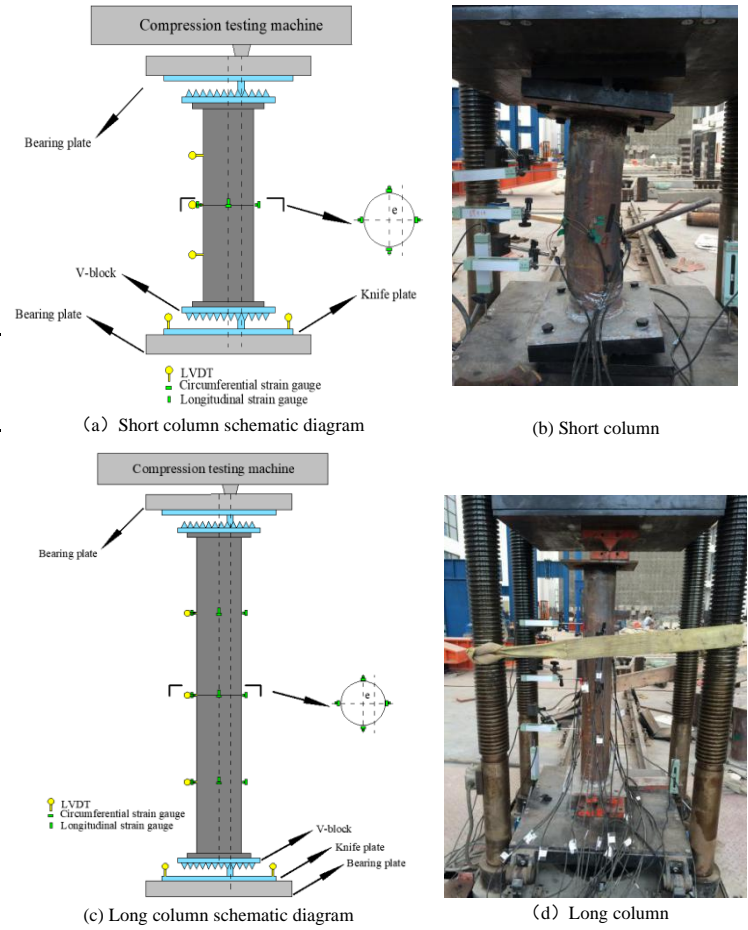 Compression testing machine
Bearing plate
e
V-block
Knife plate
Bearing plate
LVDT
Circumferential strain gauge
Longitudinal strain gauge
（a）Short column schematic diagram
(b) Short column
Compression testing machine
Bearing plate
e
LVDT
Circumferential strain gauge
Longitudinal strain gauge
V-block
Knife plate
Bearing plate
(c) Long column schematic diagram
（d）Long column